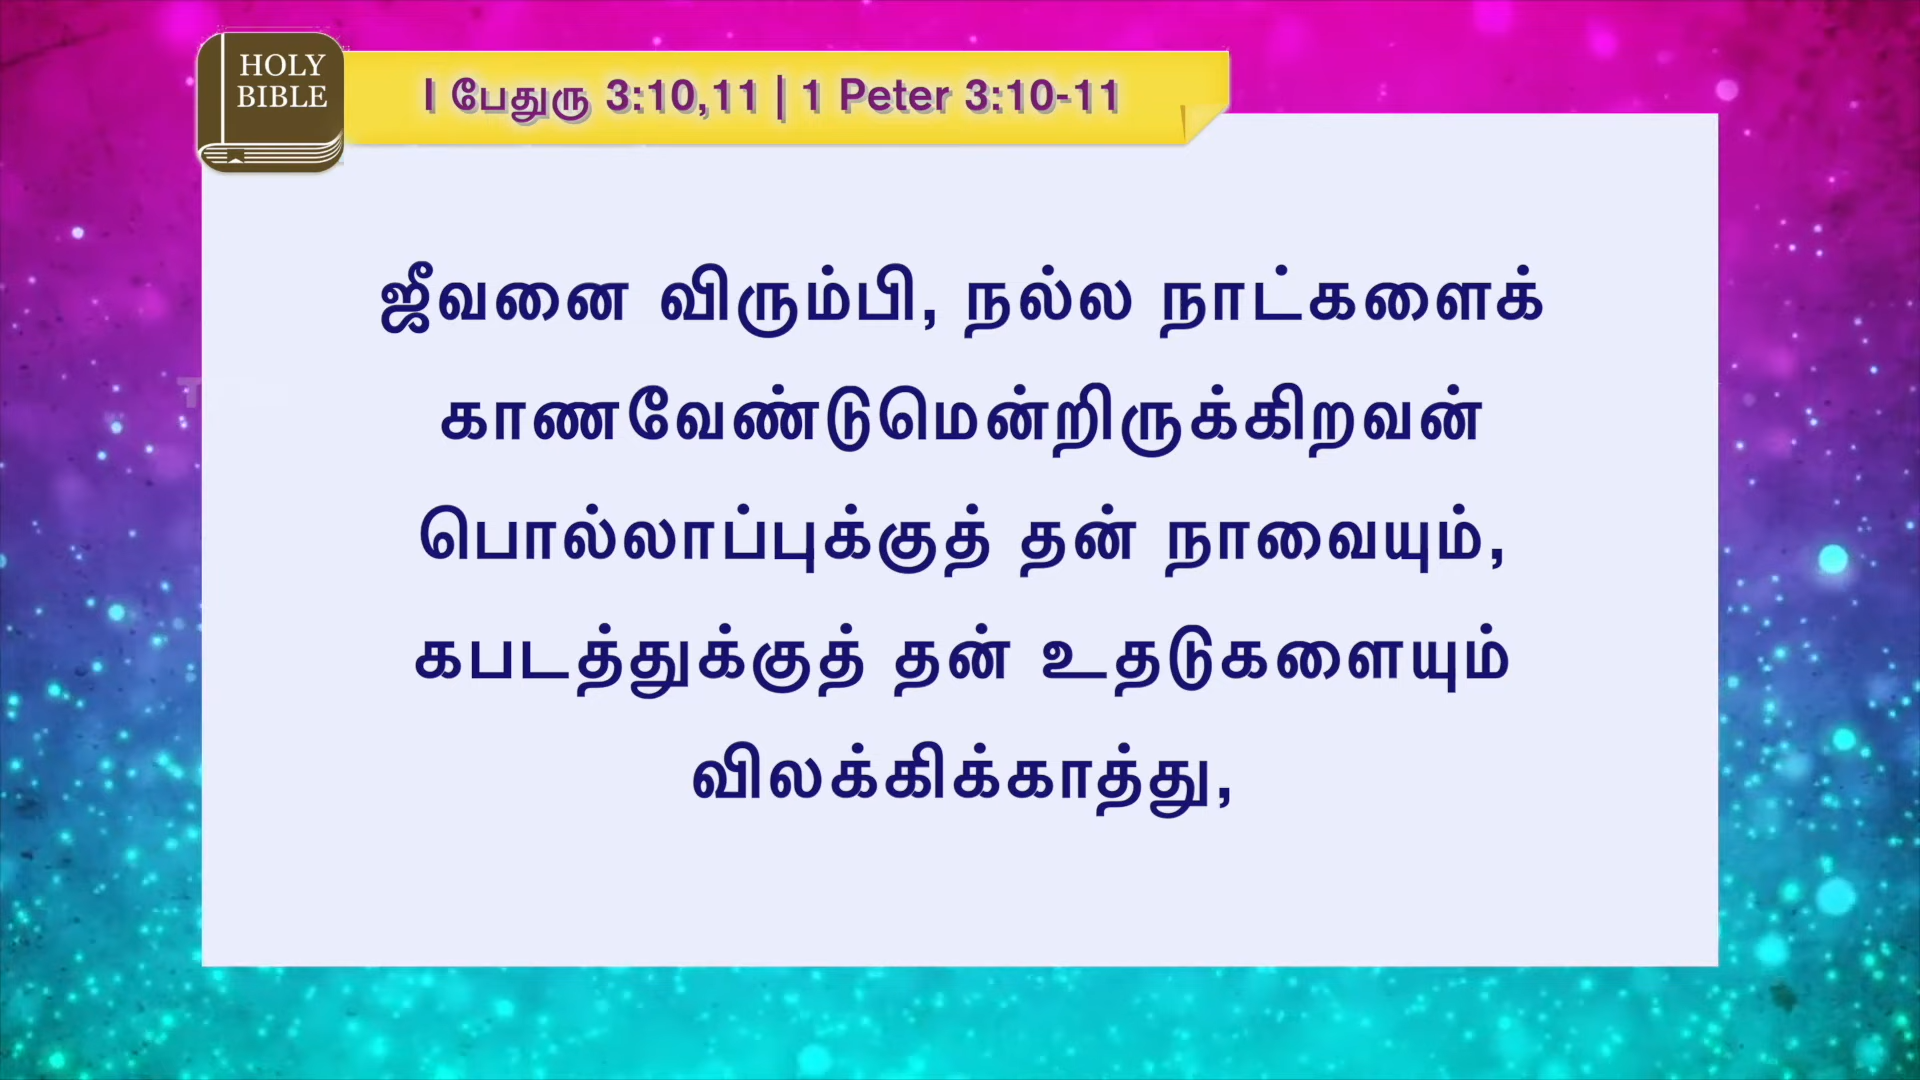 HOLY
BIBLE
I பேதுரு 3:10,11 | 1 Peter 3:10-11
ஜீவனை விரும்பி, நல்ல நாட்களைக்
காணவேண்டுமென்றிருக்கிறவன்
பொல்லாப்புக்குத் தன் நாவையும்,
கபடத்துக்குத் தன் உதடுகளையும்
விலக்கிக்காத்து,